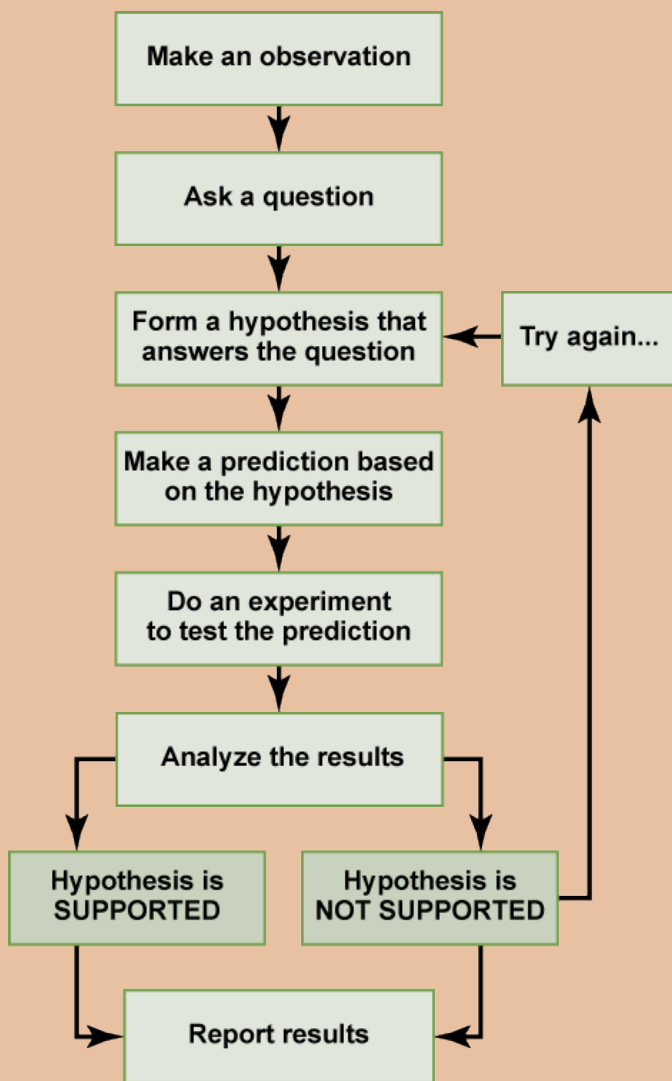 Make an observation
Ask a question
Form a hypothesis that
answers the question
Try again...
Make a prediction based
on the hypothesis
Do an experiment
to test the prediction
Analyze the results
Hypothesis is
SUPPORTED
Hypothesis is
NOT SUPPORTED
Report results